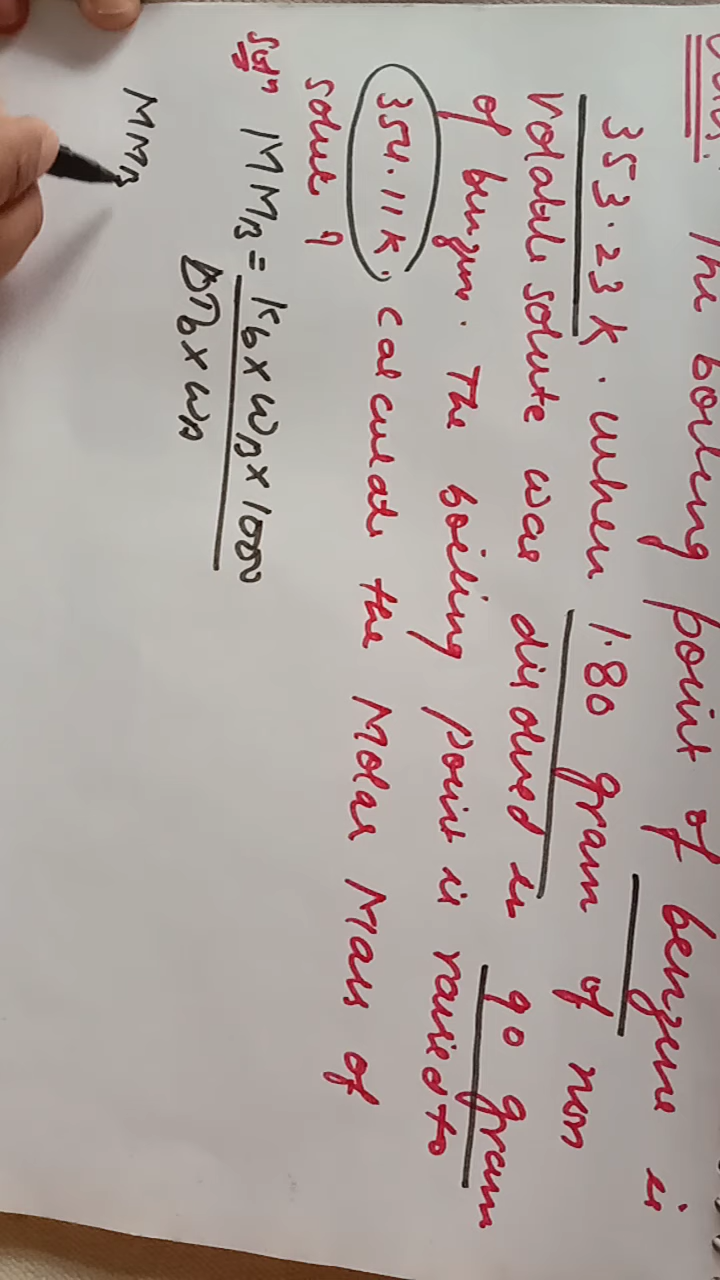 The boiling point of benzene is
353.23 K. when 1.80 gram of non
volatile solute was disolved in 90 gram
of benzene. The boiling point is raised to
354.11 K. calculate the Molar Mass of
solute?
Solⁿ MMB = Kb × WB × 1000
ΔTb × WA
MMB